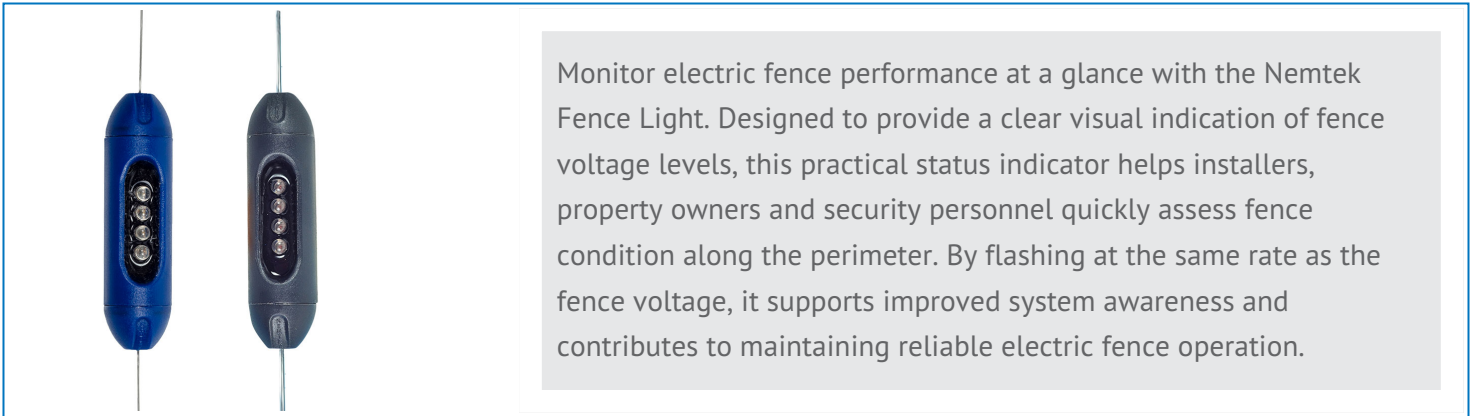 Monitor electric fence performance at a glance with the Nemtek
Fence Light. Designed to provide a clear visual indication of fence
voltage levels, this practical status indicator helps installers,
property owners and security personnel quickly assess fence
condition along the perimeter. By flashing at the same rate as the
fence voltage, it supports improved system awareness and
contributes to maintaining reliable electric fence operation.